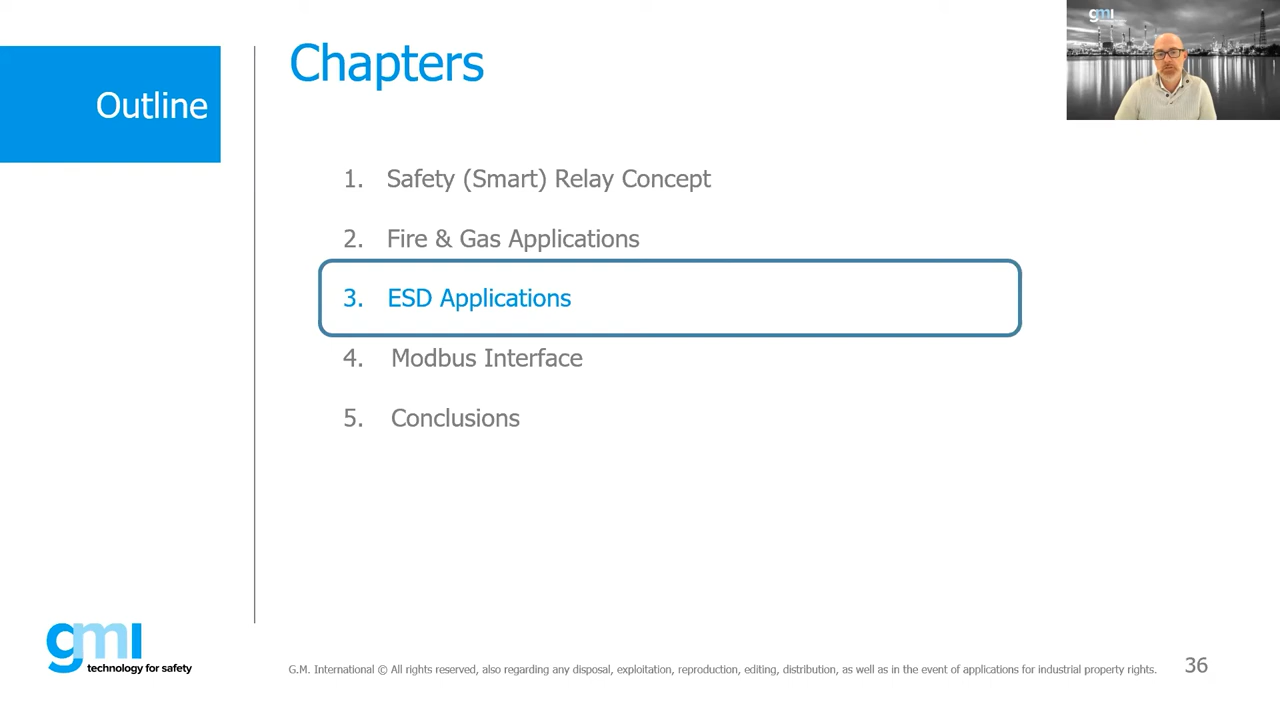 Chapters
gmi
Outline
1. Safety (Smart) Relay Concept
2. Fire & Gas Applications
3. ESD Applications
4. Modbus Interface
5. Conclusions
gmi
technology for safety
G.M. International © All rights reserved, also regarding any disposal, exploitation, reproduction, editing, distribution, as well as in the event of applications for industrial property rights.
36